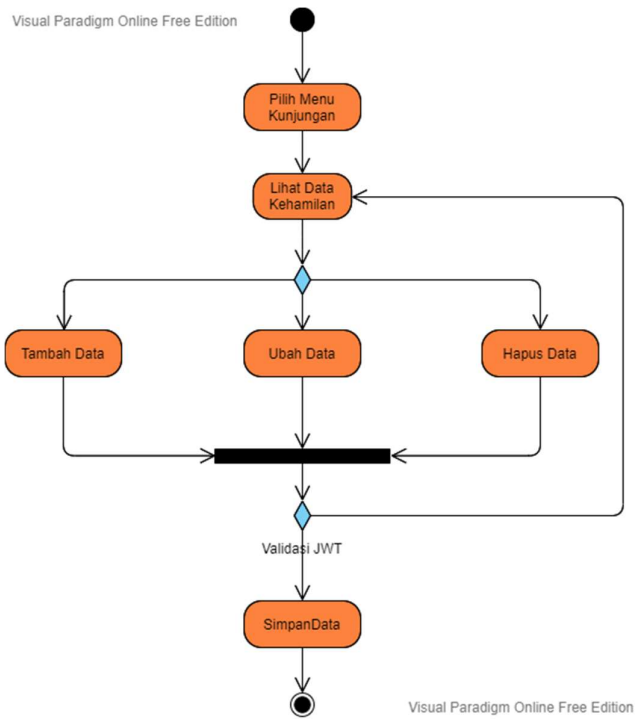 Visual Paradigm Online Free Edition
Pilih Menu
Kunjungan
Lihat Data
Kehamilan
Tambah Data
Ubah Data
Hapus Data
Validasi JWT
SimpanData
Visual Paradigm Online Free Edition